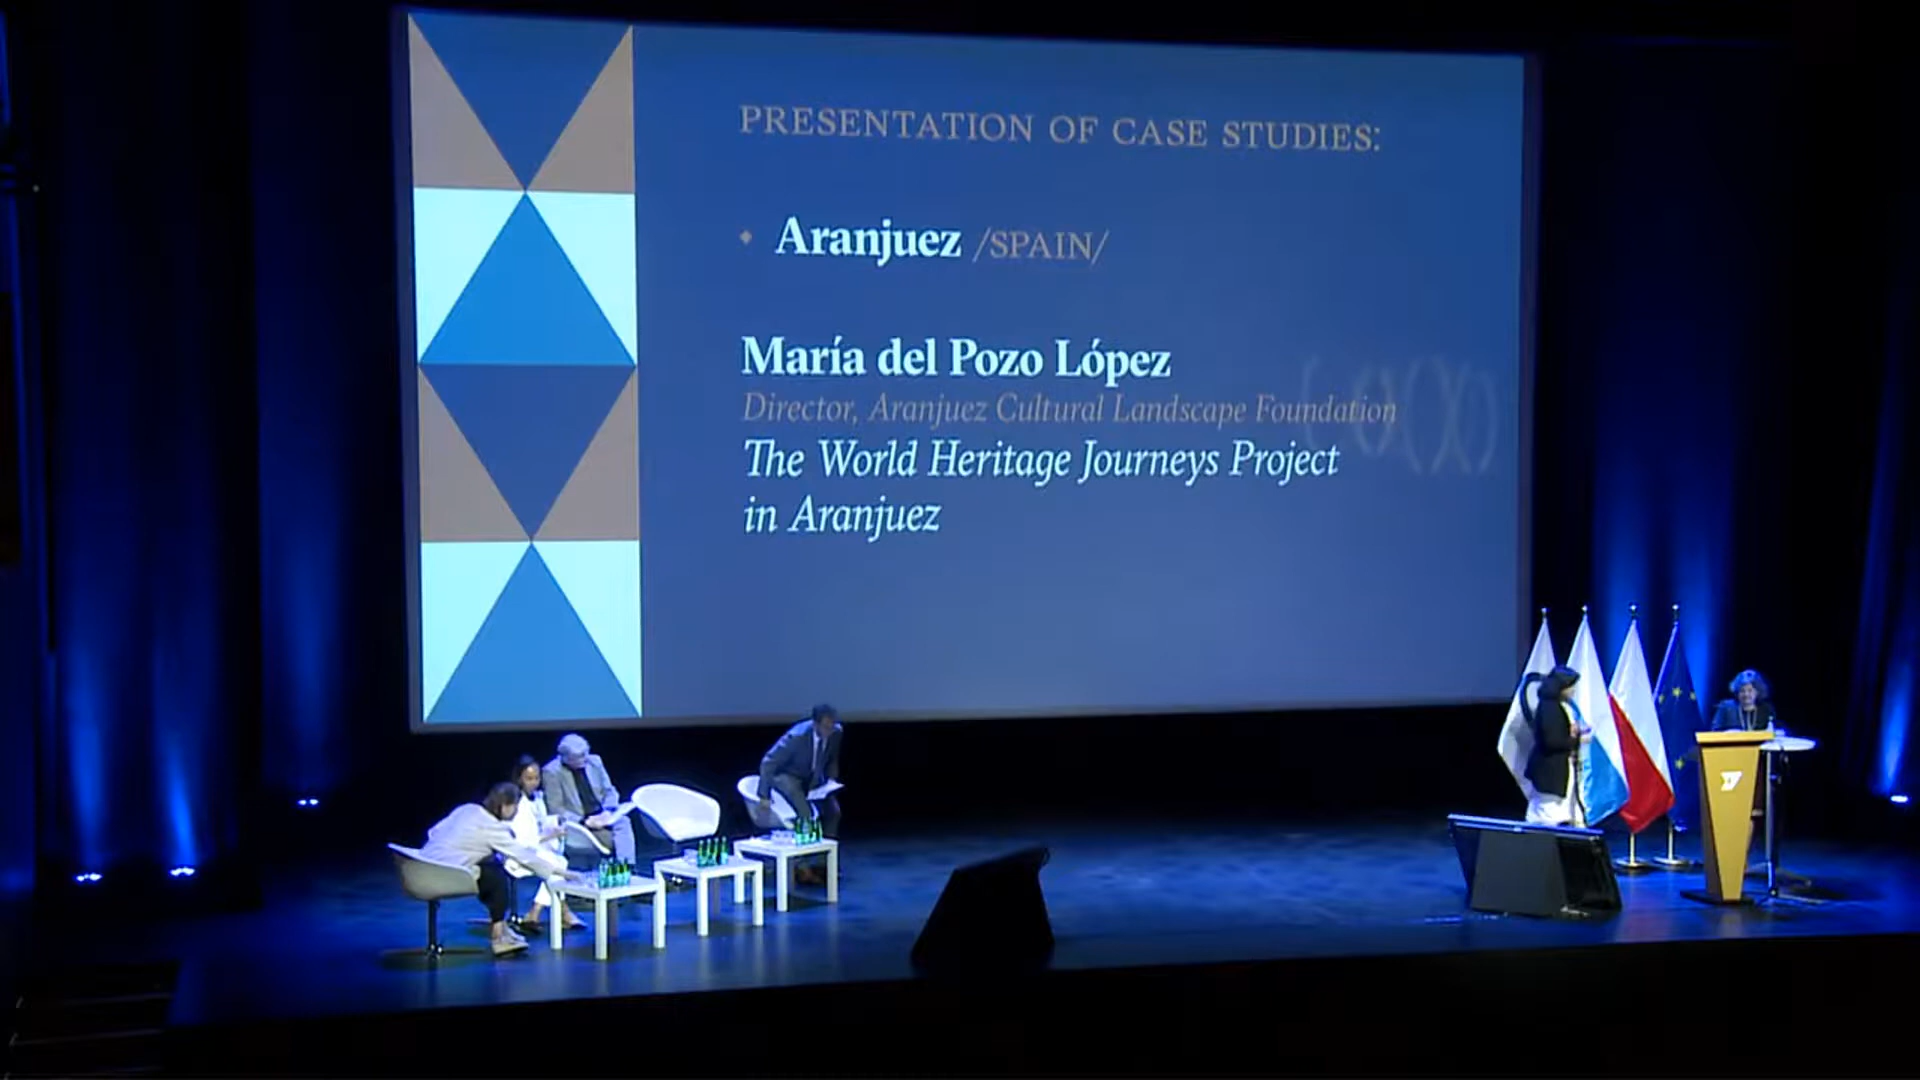 PRESENTATION OF CASE STUDIES:
Aranjuez /SPAIN/
María del Pozo López
Director, Aranjuez Cultural Landscape Foundation
The World Heritage Journeys Project
in Aranjuez